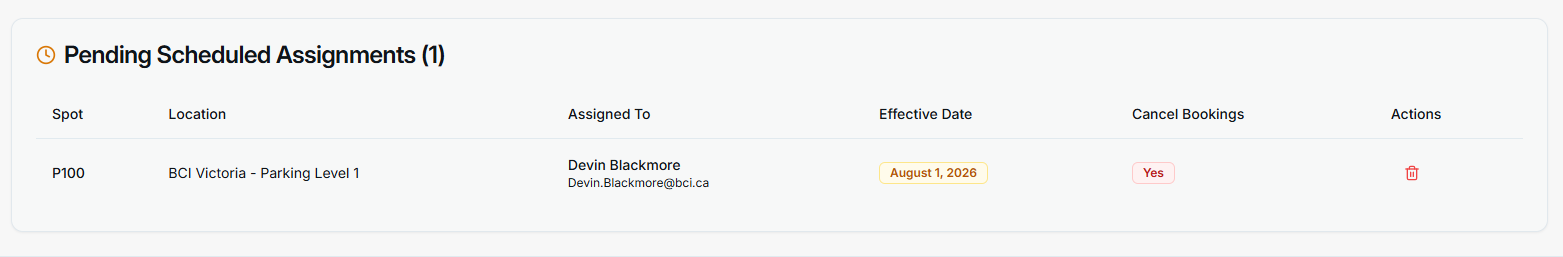 Pending Scheduled Assignments (1)
Spot Location Assigned To Effective Date Cancel Bookings Actions
P100 BCI Victoria - Parking Level 1 Devin Blackmore August 1, 2026 Yes
Devin.Blackmore@bci.ca